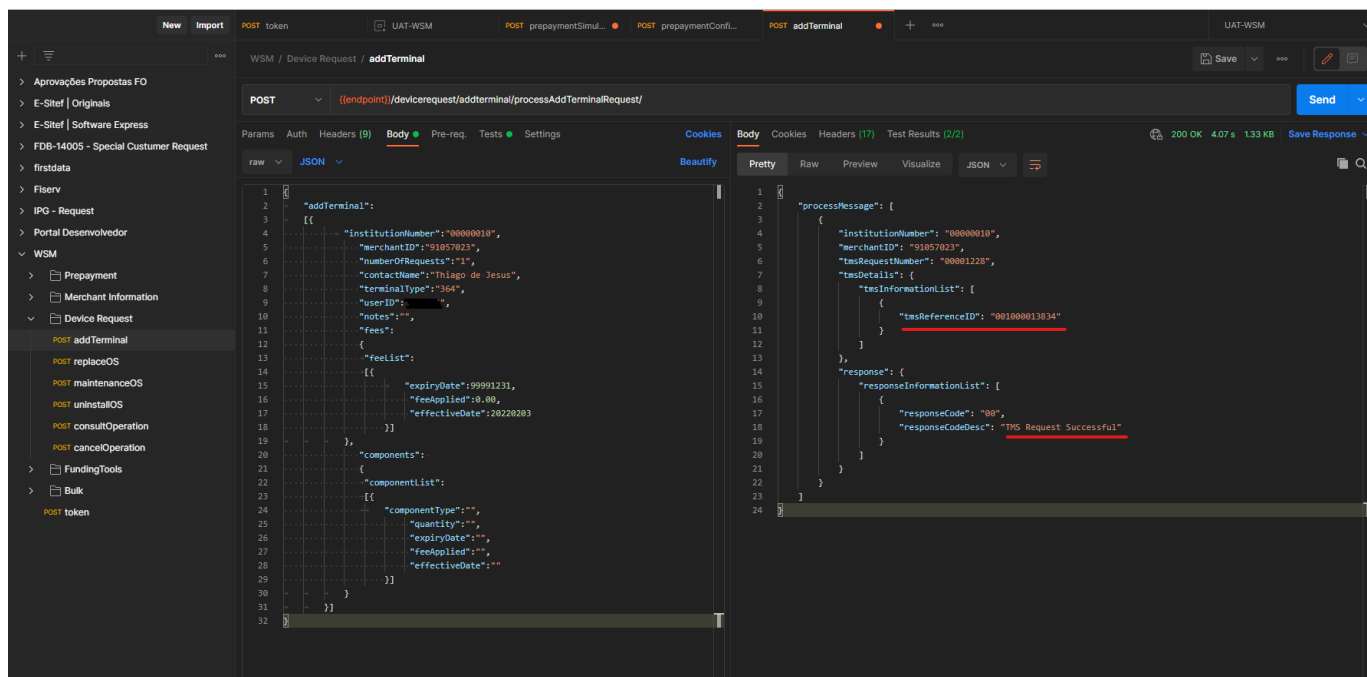 New Import POST token UAT-WSM POST prepaymentSimul... POST prepaymentConfi... POST addTerminal UAT-WSM
WSM / Device Request / addTerminal Save
Aprovações Propostas FO
E-Sitef | Originais
E-Sitef | Software Express
FDB-14005 - Special Custumer Request
firstdata
Fiserv
IPG - Request
Portal Desenvolvedor
WSM
Prepayment
Merchant Information
Device Request
POST addTerminal
POST replaceOS
POST maintenanceOS
POST uninstallOS
POST consultOperation
POST cancelOperation
FundingTools
Bulk
POST token
POST {{endpoint}}/devicerequest/addterminal/processAddTerminalRequest/ Send
Params Auth Headers (9) Body Pre-req. Tests Settings Cookies
raw JSON Beautify
1 {
2 "addTerminal":
3 [{
4 "institutionNumber":"00000010",
5 "merchantID":"91057023",
6 "numberOfRequests":"1",
7 "contactName":"Thiago de Jesus",
8 "terminalType":"364",
9 "userID": ",
10 "notes":"",
11 "fees":
12 {
13 "feeList":
14 [{
15 "expiryDate":99991231,
16 "feeApplied":0.00,
17 "effectiveDate":20220203
18 }]
19 },
20 "components":
21 {
22 "componentList":
23 [{
24 "componentType":"",
25 "quantity":"",
26 "expiryDate":"",
27 "feeApplied":"",
28 "effectiveDate":""
29 }]
30 }
31 }]
32 }
Body Cookies Headers (17) Test Results (2/2) 200 OK 4.07 s 1.33 KB Save Response
Pretty Raw Preview Visualize JSON
1 {
2 "processMessage": [
3 {
4 "institutionNumber": "00000010",
5 "merchantID": "91057023",
6 "tmsRequestNumber": "00001228",
7 "tmsDetails": {
8 "tmsInformationList": [
9 {
10 "tmsReferenceID": "001000013834"
11 }
12 ]
13 },
14 "response": {
15 "responseInformationList": [
16 {
17 "responseCode": "00",
18 "responseCodeDesc": "TMS Request Successful"
19 }
20 ]
21 }
22 }
23 ]
24 }